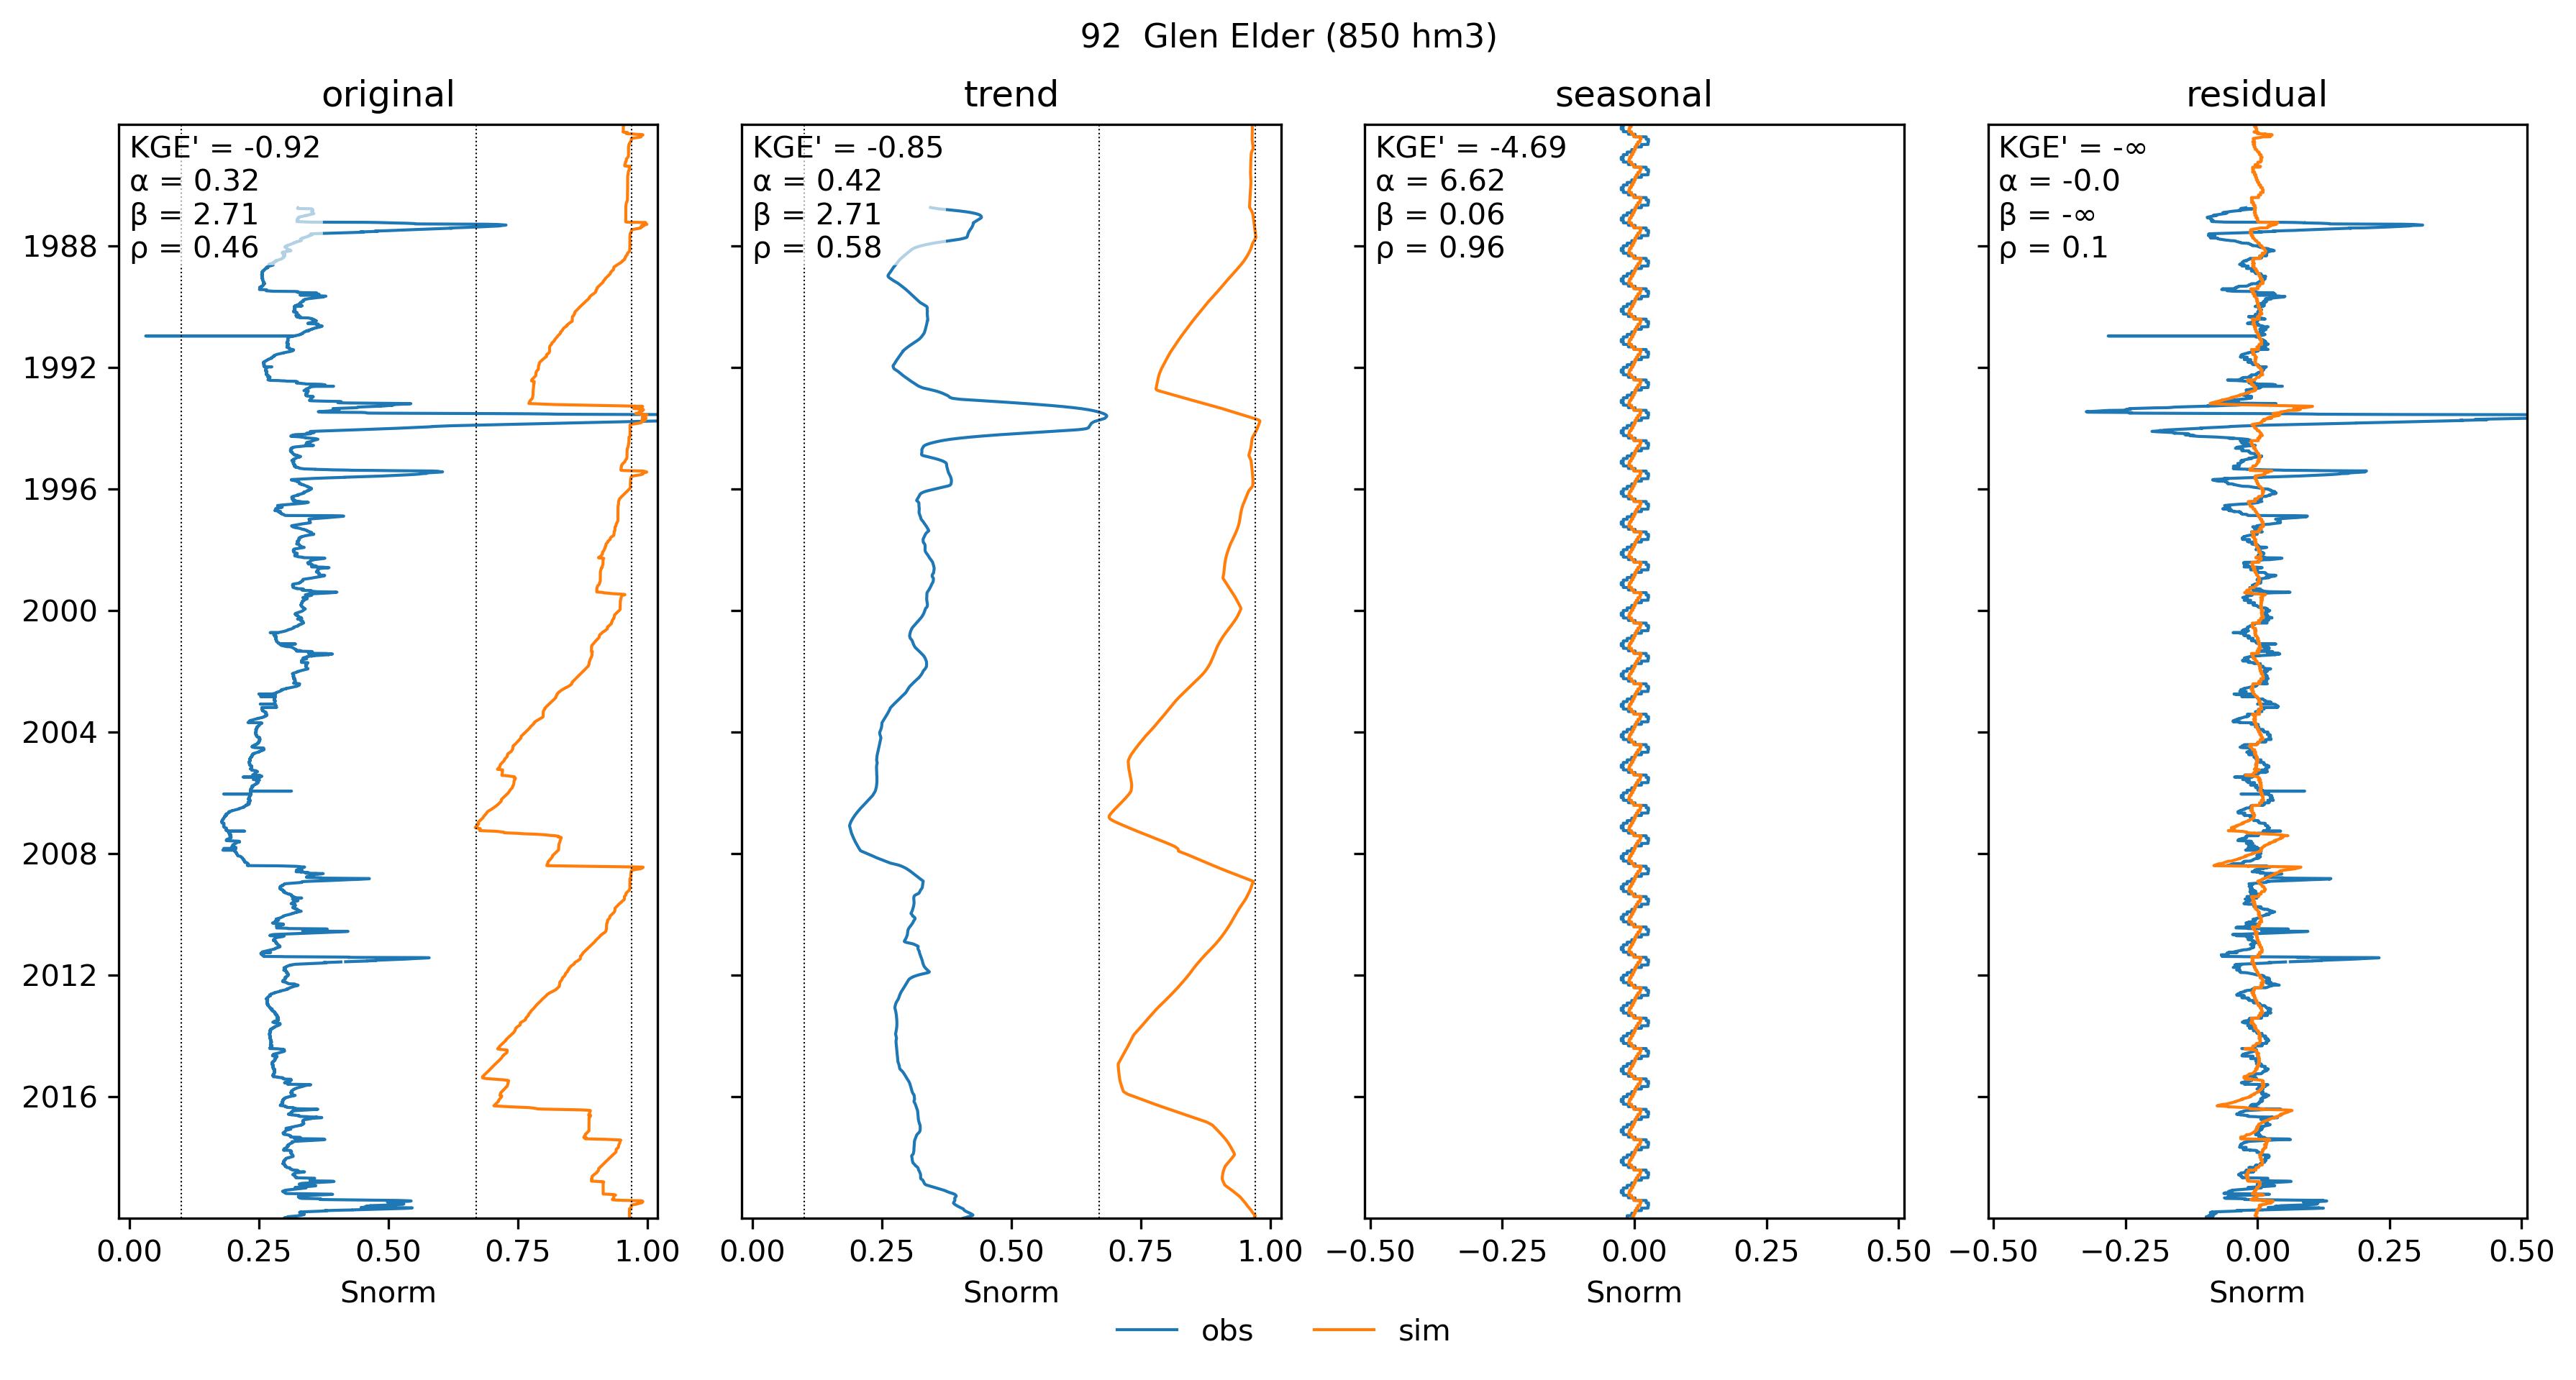 92  Glen Elder (850 hm3)
original
trend
seasonal
residual
KGE' = -0.92
α = 0.32
β = 2.71
ρ = 0.46
KGE' = -0.85
α = 0.42
β = 2.71
ρ = 0.58
KGE' = -4.69
α = 6.62
β = 0.06
ρ = 0.96
KGE' = -∞
α = -0.0
β = -∞
ρ = 0.1
1988
1992
1996
2000
2004
2008
2012
2016
0.00 0.25 0.50 0.75 1.00
0.00 0.25 0.50 0.75 1.00
−0.50 −0.25 0.00 0.25 0.50
−0.50 −0.25 0.00 0.25 0.50
Snorm
Snorm
Snorm
Snorm
obs
sim